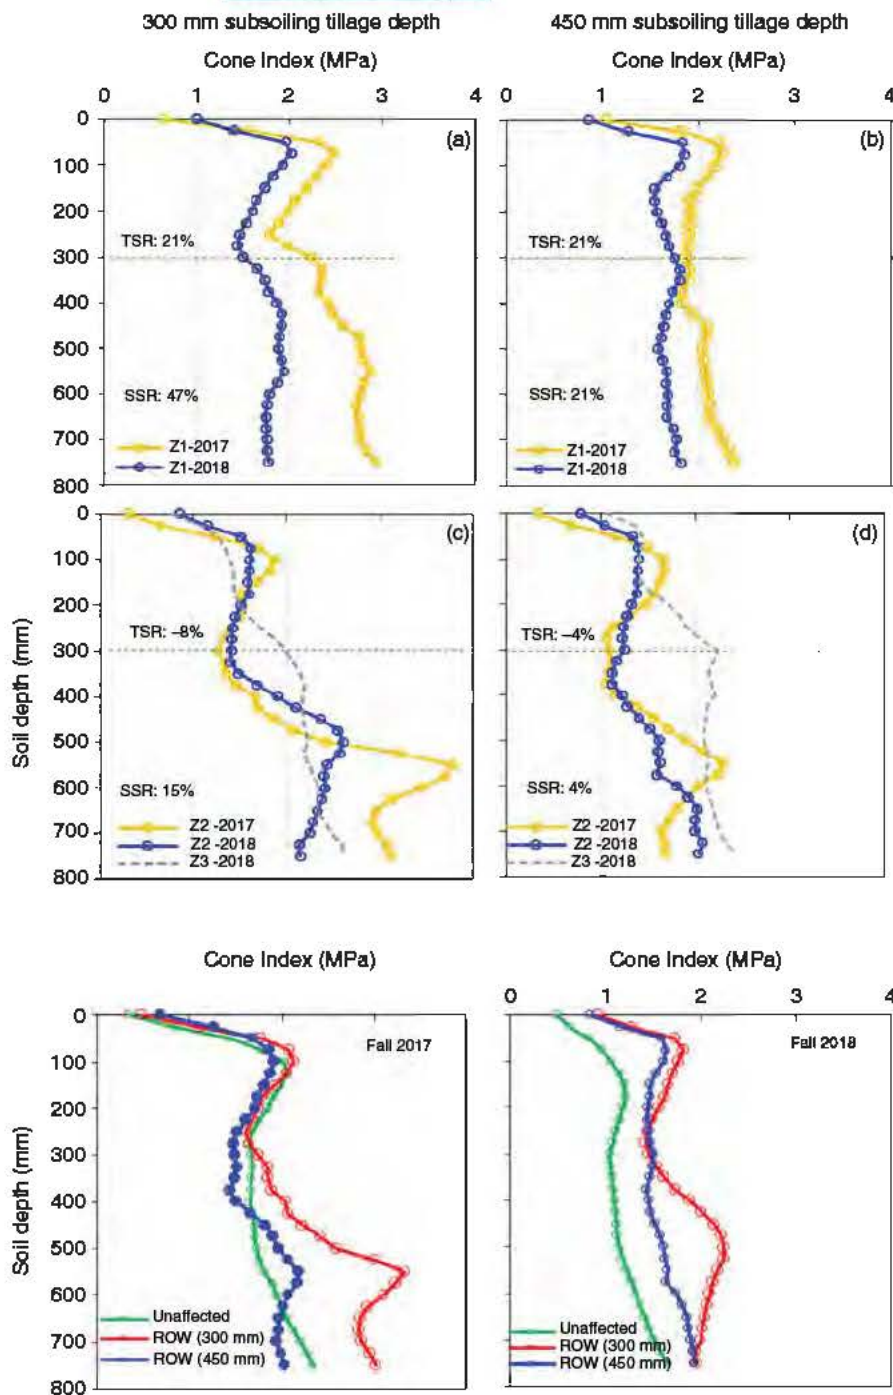 300 mm subsoiling tillage depth
450 mm subsoiling tillage depth
Cone Index (MPa)
Cone Index (MPa)
0 1 2 3 4
0 1 2 3 4
0
100
200
300
400
500
600
700
800
(a)
TSR: 21%
SSR: 47%
Z1-2017
Z1-2018
(b)
TSR: 21%
SSR: 21%
Z1-2017
Z1-2018
Soil depth (mm)
0
100
200
300
400
500
600
700
800
(c)
TSR: –8%
SSR: 15%
Z2 -2017
Z2 -2018
Z3 -2018
(d)
TSR: –4%
SSR: 4%
Z2 -2017
Z2 -2018
Z3 -2018
Cone Index (MPa)
Cone Index (MPa)
0 1 2 3 4
Soil depth (mm)
0
100
200
300
400
500
600
700
800
Fall 2017
Unaffected
ROW (300 mm)
ROW (450 mm)
Fall 2018
Unaffected
ROW (300 mm)
ROW (450 mm)